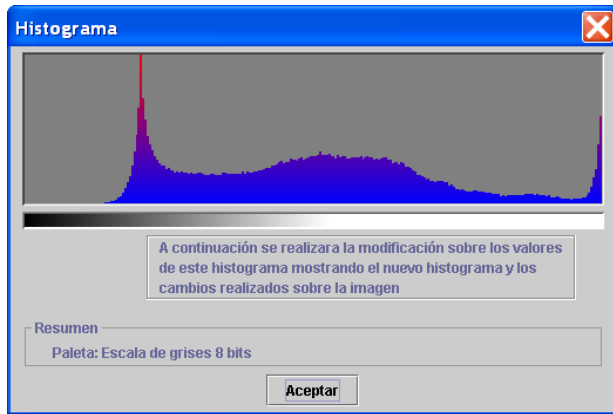 Histograma
A continuación se realizara la modificación sobre los valores
de este histograma mostrando el nuevo histograma y los
cambios realizados sobre la imagen
Resumen
Paleta: Escala de grises 8 bits
Aceptar